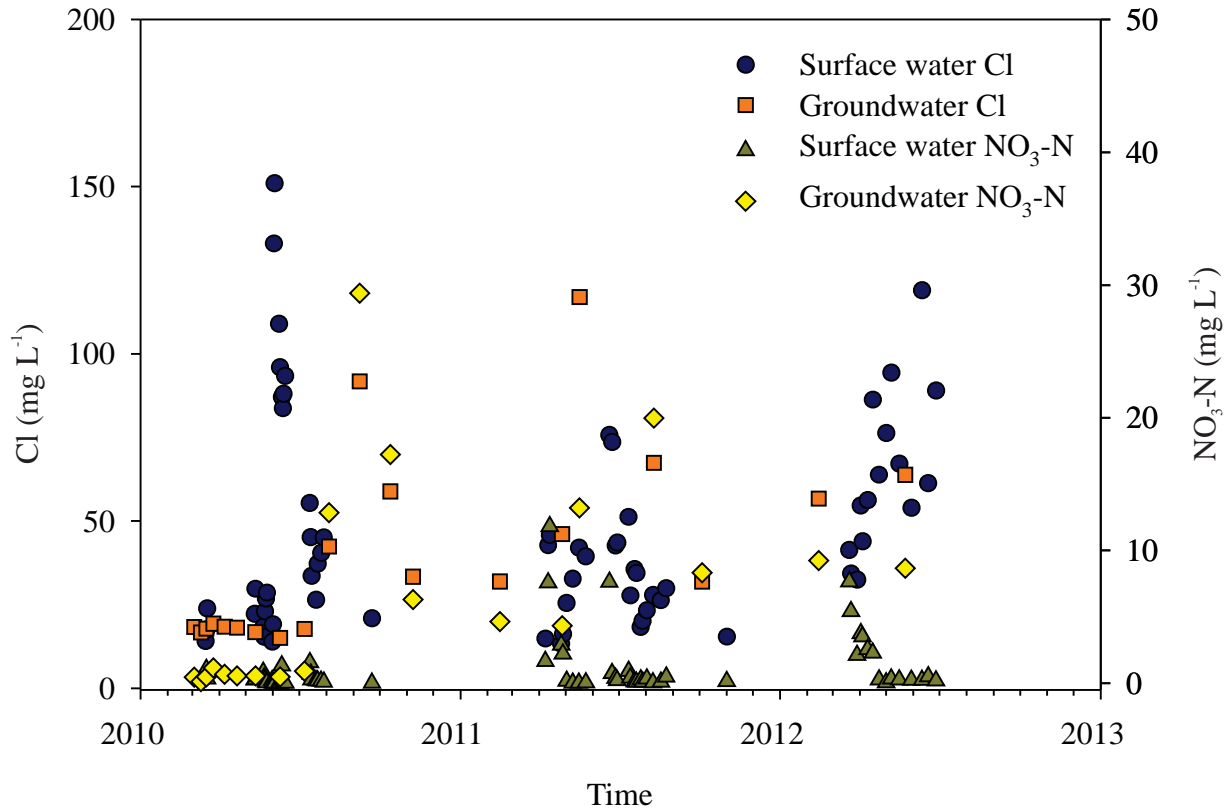 200
150
100
50
0
Cl (mg L⁻¹)
50
40
30
20
10
0
NO₃-N (mg L⁻¹)
Surface water Cl
Groundwater Cl
Surface water NO₃-N
Groundwater NO₃-N
2010
2011
2012
2013
Time